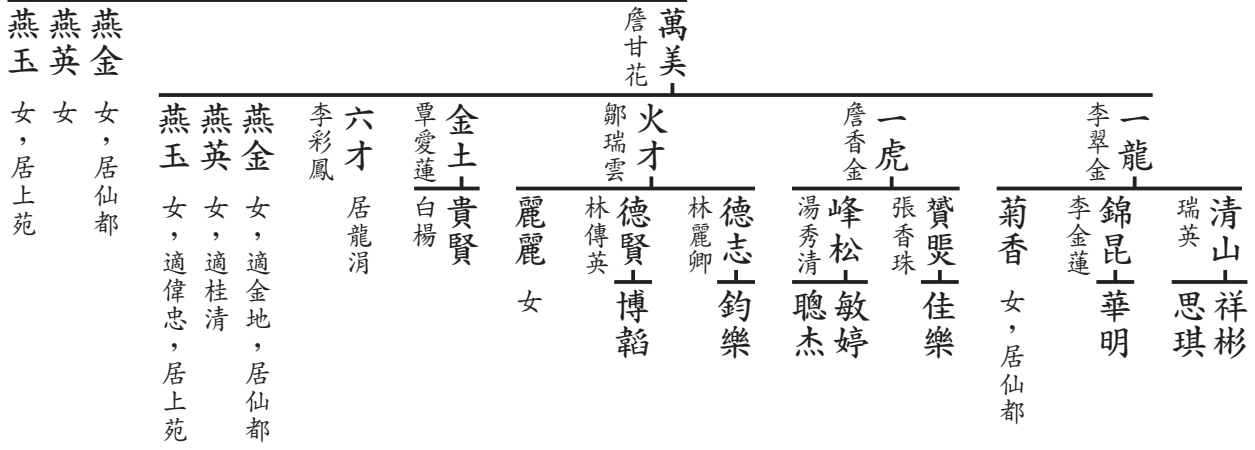 萬美
詹甘花
燕金 女，居仙都
燕英 女
燕玉 女，居上苑
一龍
李翠金
一虎
詹香金
火才
鄒瑞雲
金土
覃愛蓮
六才 居龍涓
李彩鳳
燕金 女，適金地，居仙都
燕英 女，適桂清
燕玉 女，適偉忠，居上苑
清山
瑞英
錦昆
李金蓮
菊香 女，居仙都
贇煚
張香珠
峰松
湯秀清
德志
林麗卿
德賢
林傳英
麗麗 女
貴賢
白楊
祥彬
思琪
華明
佳樂
敏婷
聰杰
鈞樂
博韜